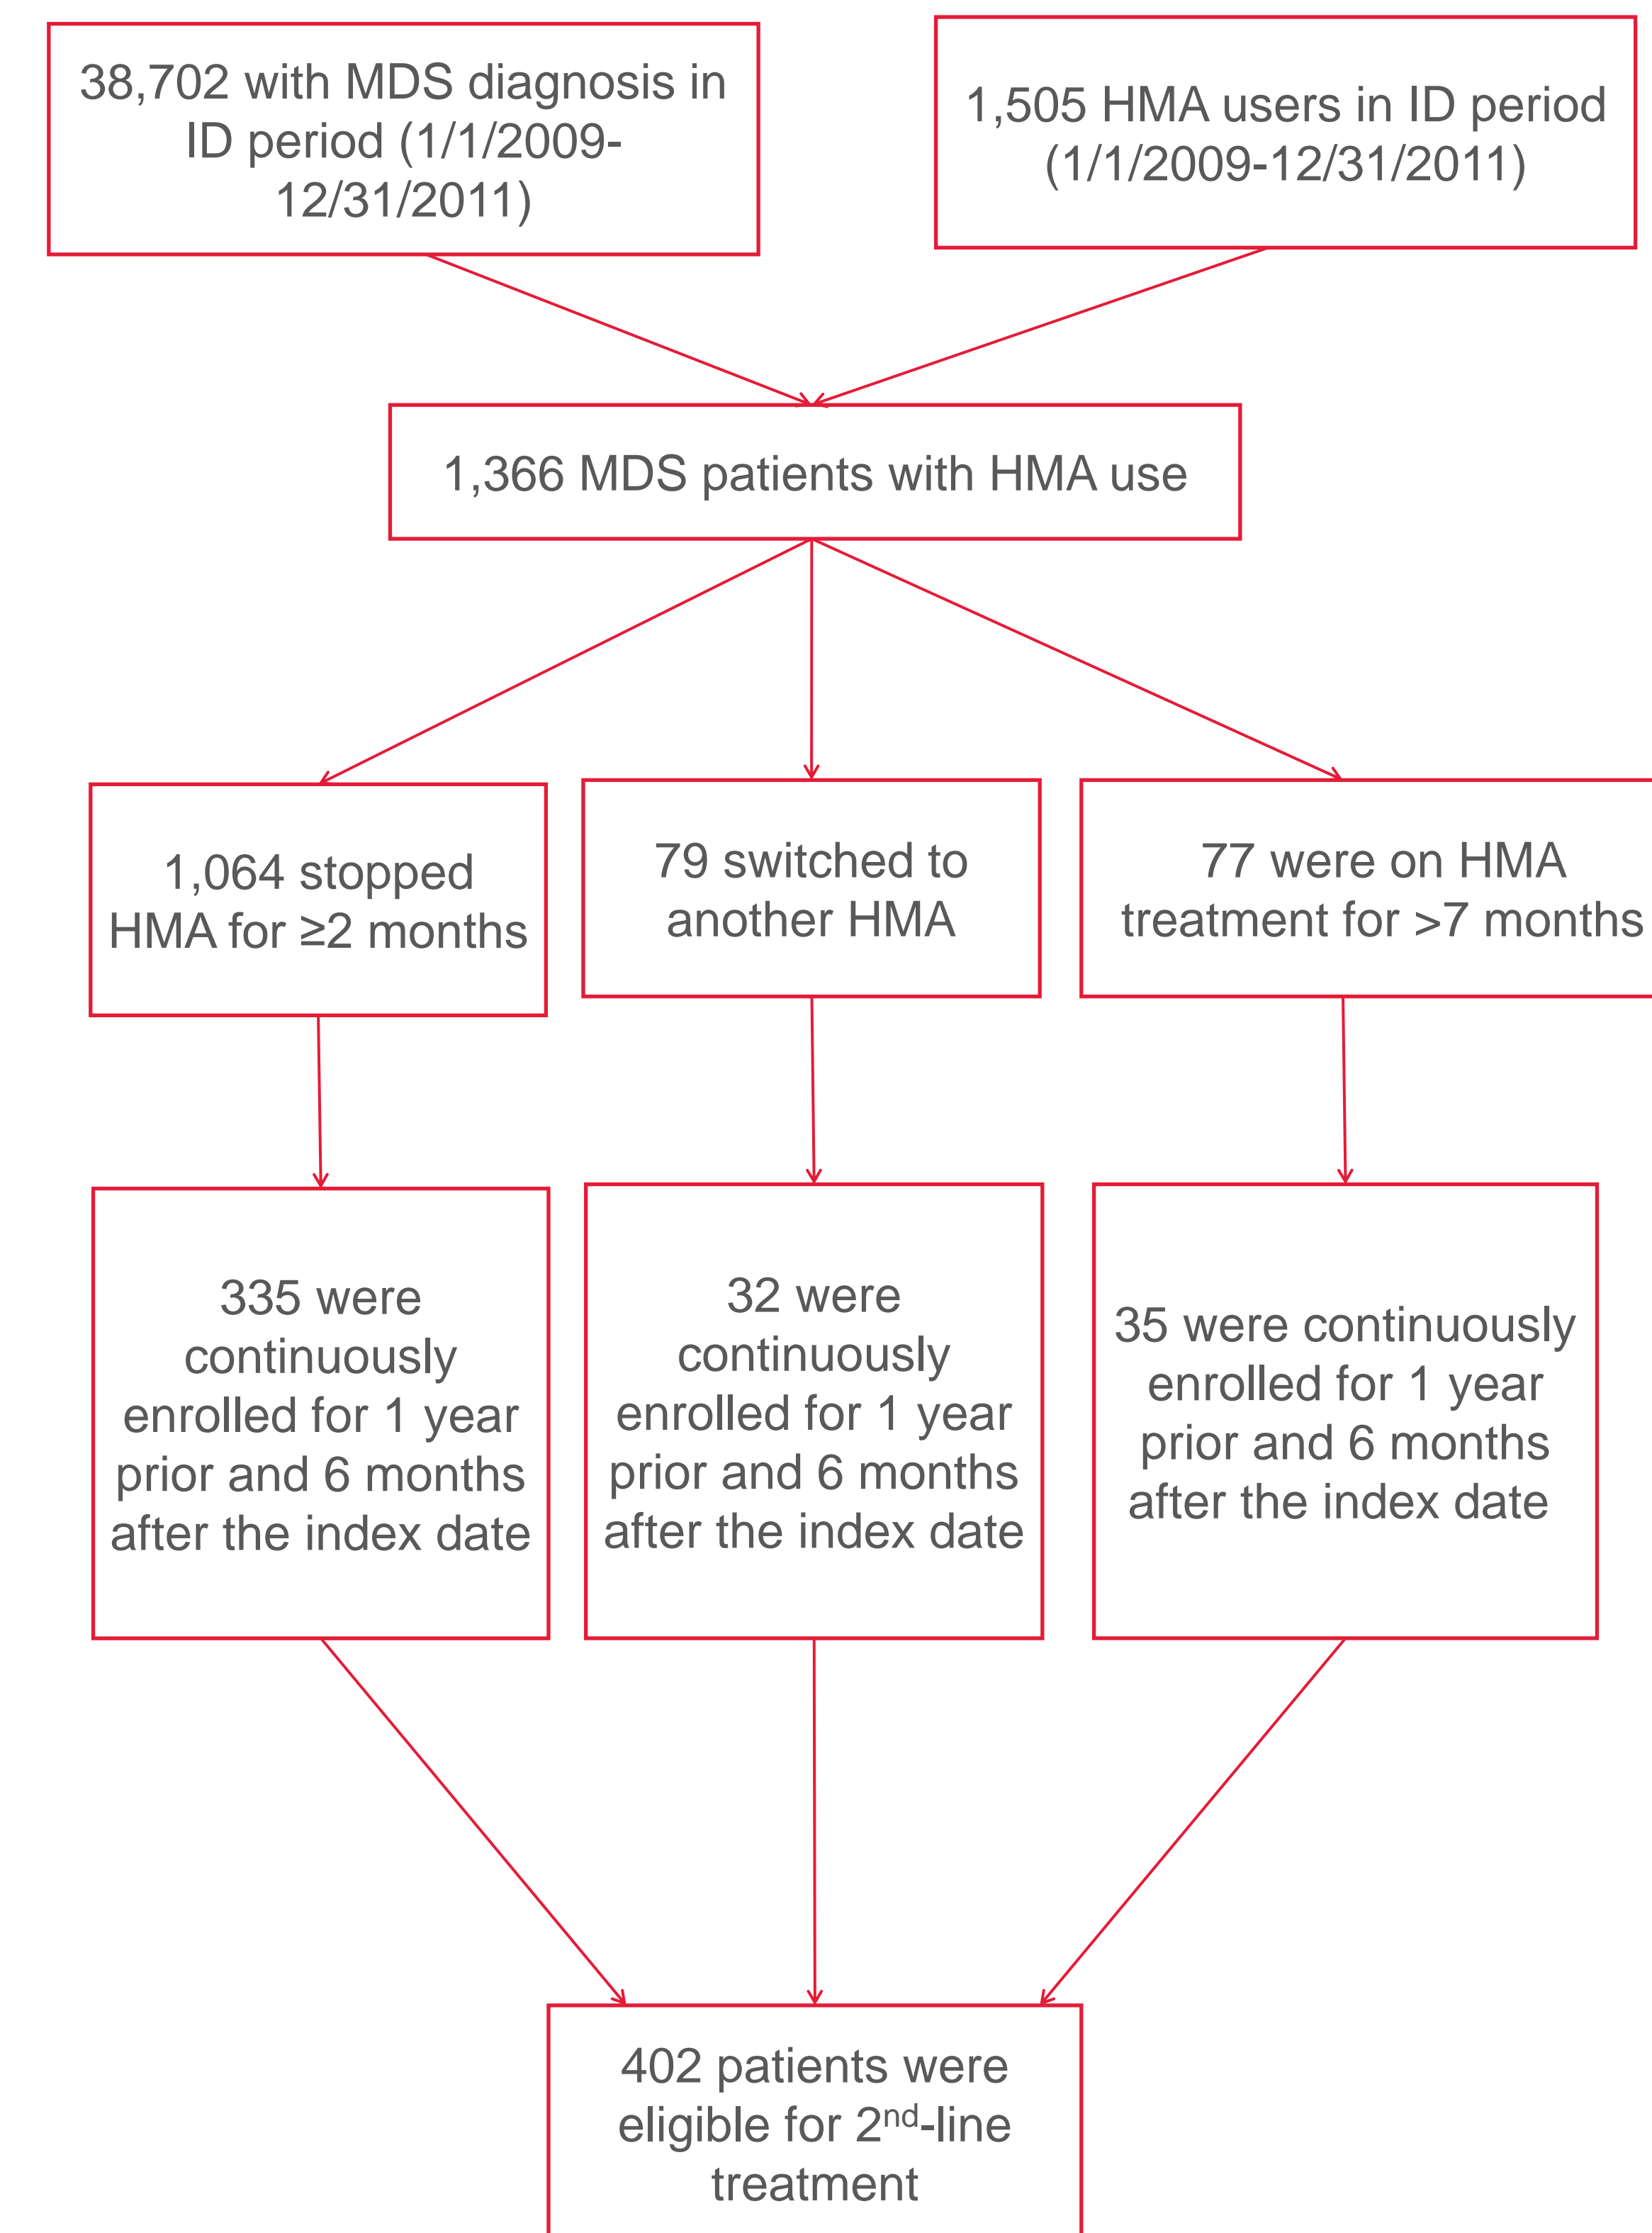 38,702 with MDS diagnosis in
ID period (1/1/2009-
12/31/2011)
1,505 HMA users in ID period
(1/1/2009-12/31/2011)
1,366 MDS patients with HMA use
1,064 stopped
HMA for ≥2 months
79 switched to
another HMA
77 were on HMA
treatment for >7 months
335 were
continuously
enrolled for 1 year
prior and 6 months
after the index date
32 were
continuously
enrolled for 1 year
prior and 6 months
after the index date
35 were continuously
enrolled for 1 year
prior and 6 months
after the index date
402 patients were
eligible for 2nd-line
treatment